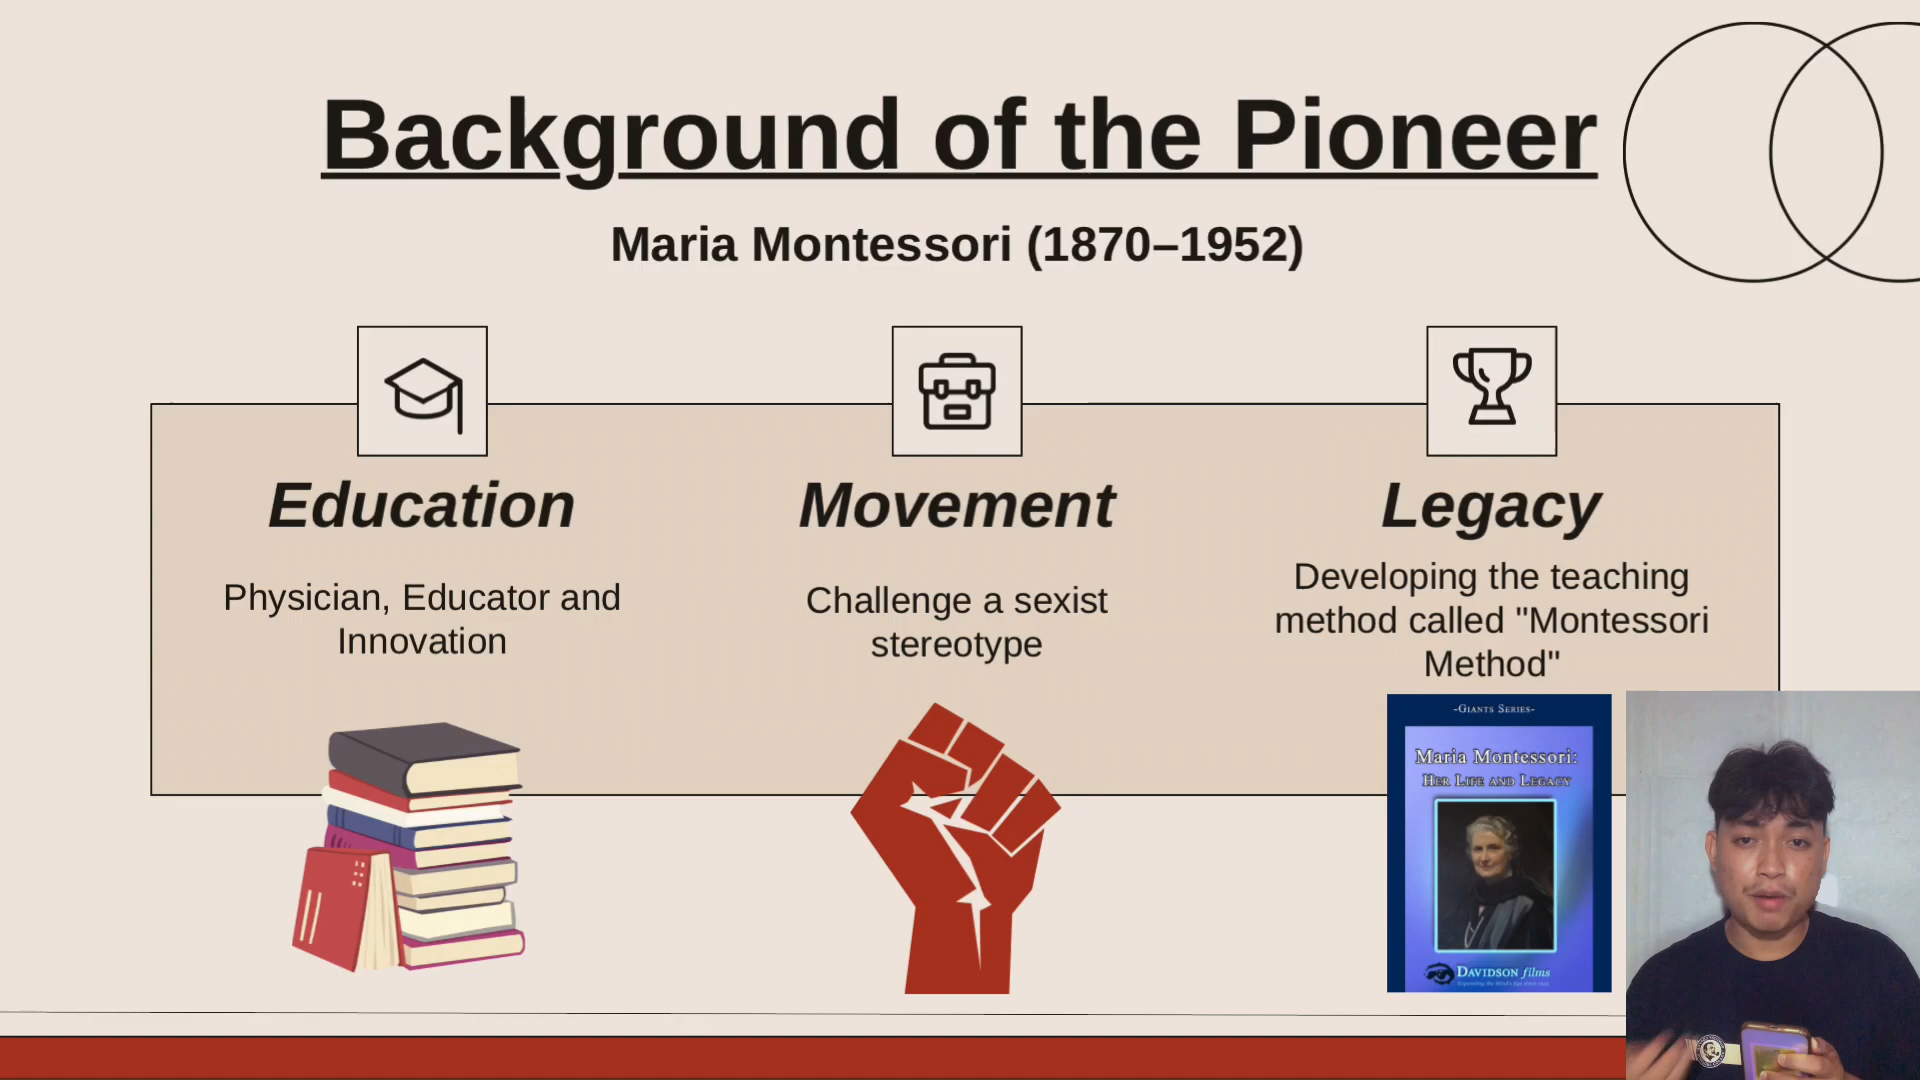 Background of the Pioneer
Maria Montessori (1870–1952)
Education
Physician, Educator and
Innovation
Movement
Challenge a sexist
stereotype
Legacy
Developing the teaching
method called "Montessori
Method"
-GIANTS SERIES-
Maria Montessori:
HER LIFE AND LEGACY
DAVIDSON films